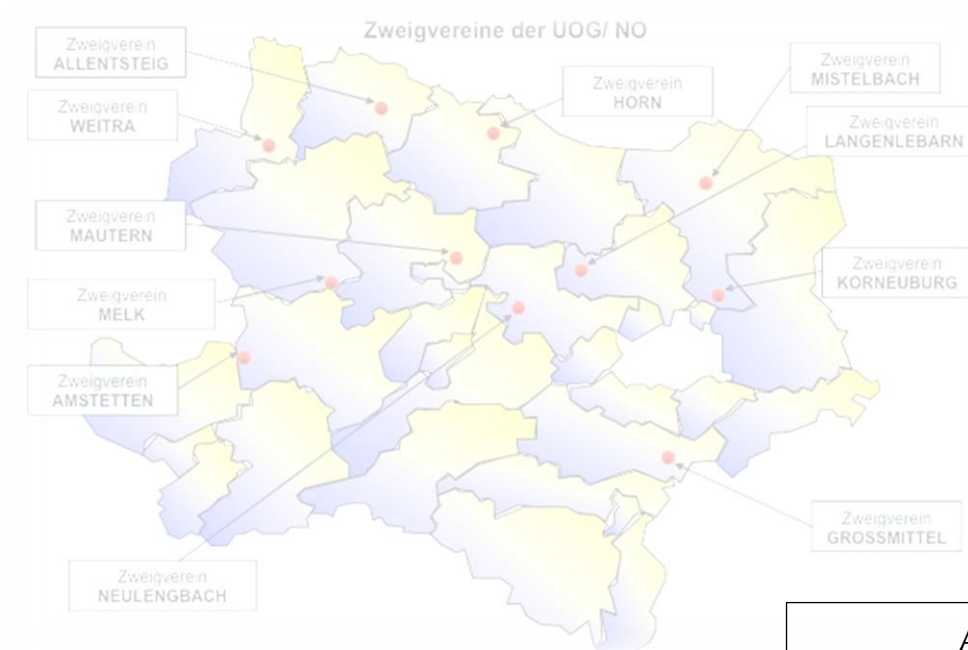 Zweigvereine der UOG/ NÖ
Zweigverein
ALLENTSTEIG
Zweigverein
WEITRA
Zweigverein
HORN
Zweigverein
MISTELBACH
Zweigverein
LANGENLEBARN
Zweigverein
MAUTERN
Zweigverein
MELK
Zweigverein
KORNEUBURG
Zweigverein
AMSTETTEN
Zweigverein
GROSSMITTEL
Zweigverein
NEULENGBACH
A